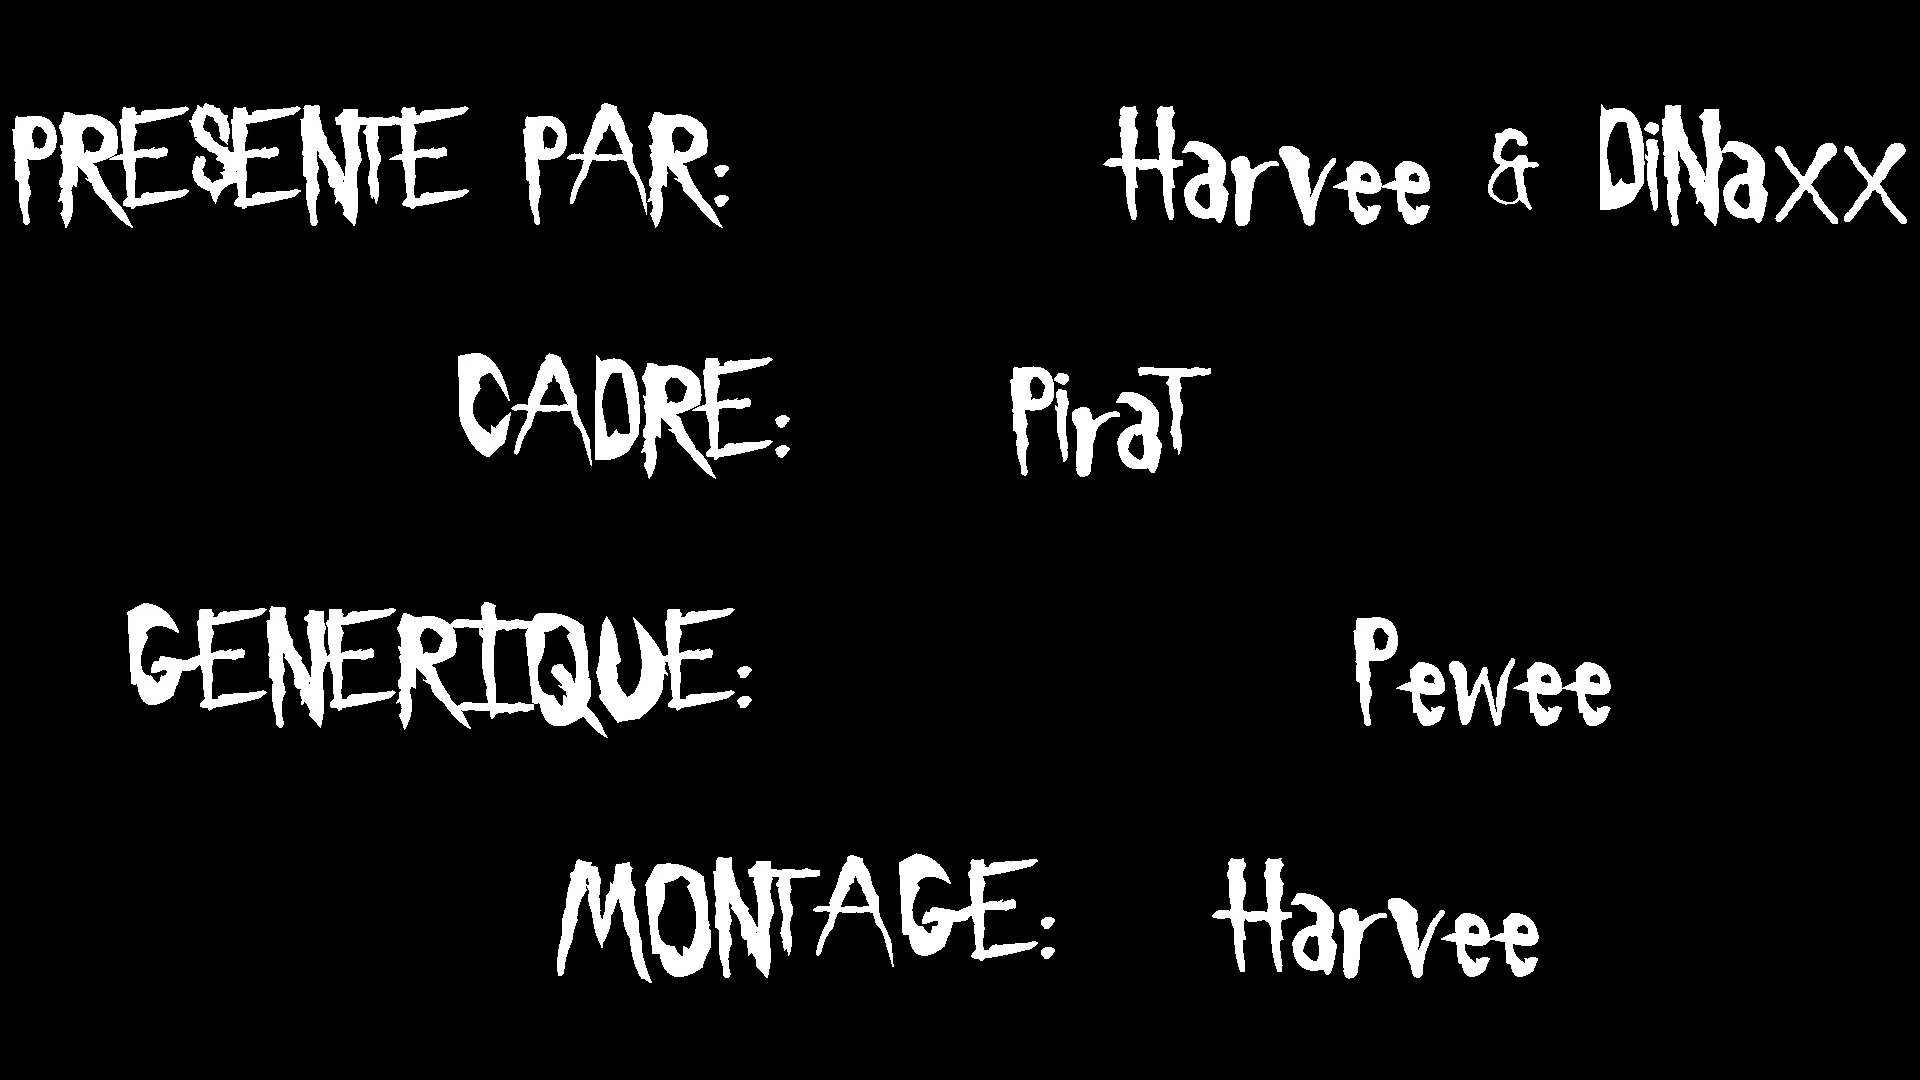 PRESENTE PAR: Harvee & DiNaxx
CADRE: PiraT
GENERIQUE: Pewee
MONTAGE: Harvee